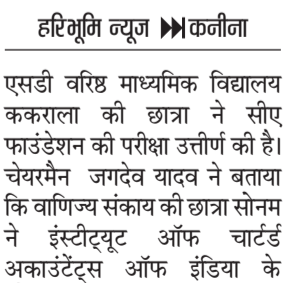 हरिभूमि न्यूज ▶▶ कनीना
एसडी वरिष्ठ माध्यमिक विद्यालय
ककराला की छात्रा ने सीए
फाउंडेशन की परीक्षा उत्तीर्ण की है।
चेयरमैन जगदेव यादव ने बताया
कि वाणिज्य संकाय की छात्रा सोनम
ने इंस्टीट्यूट ऑफ चार्टर्ड
अकाउंटेंट्स ऑफ इंडिया के